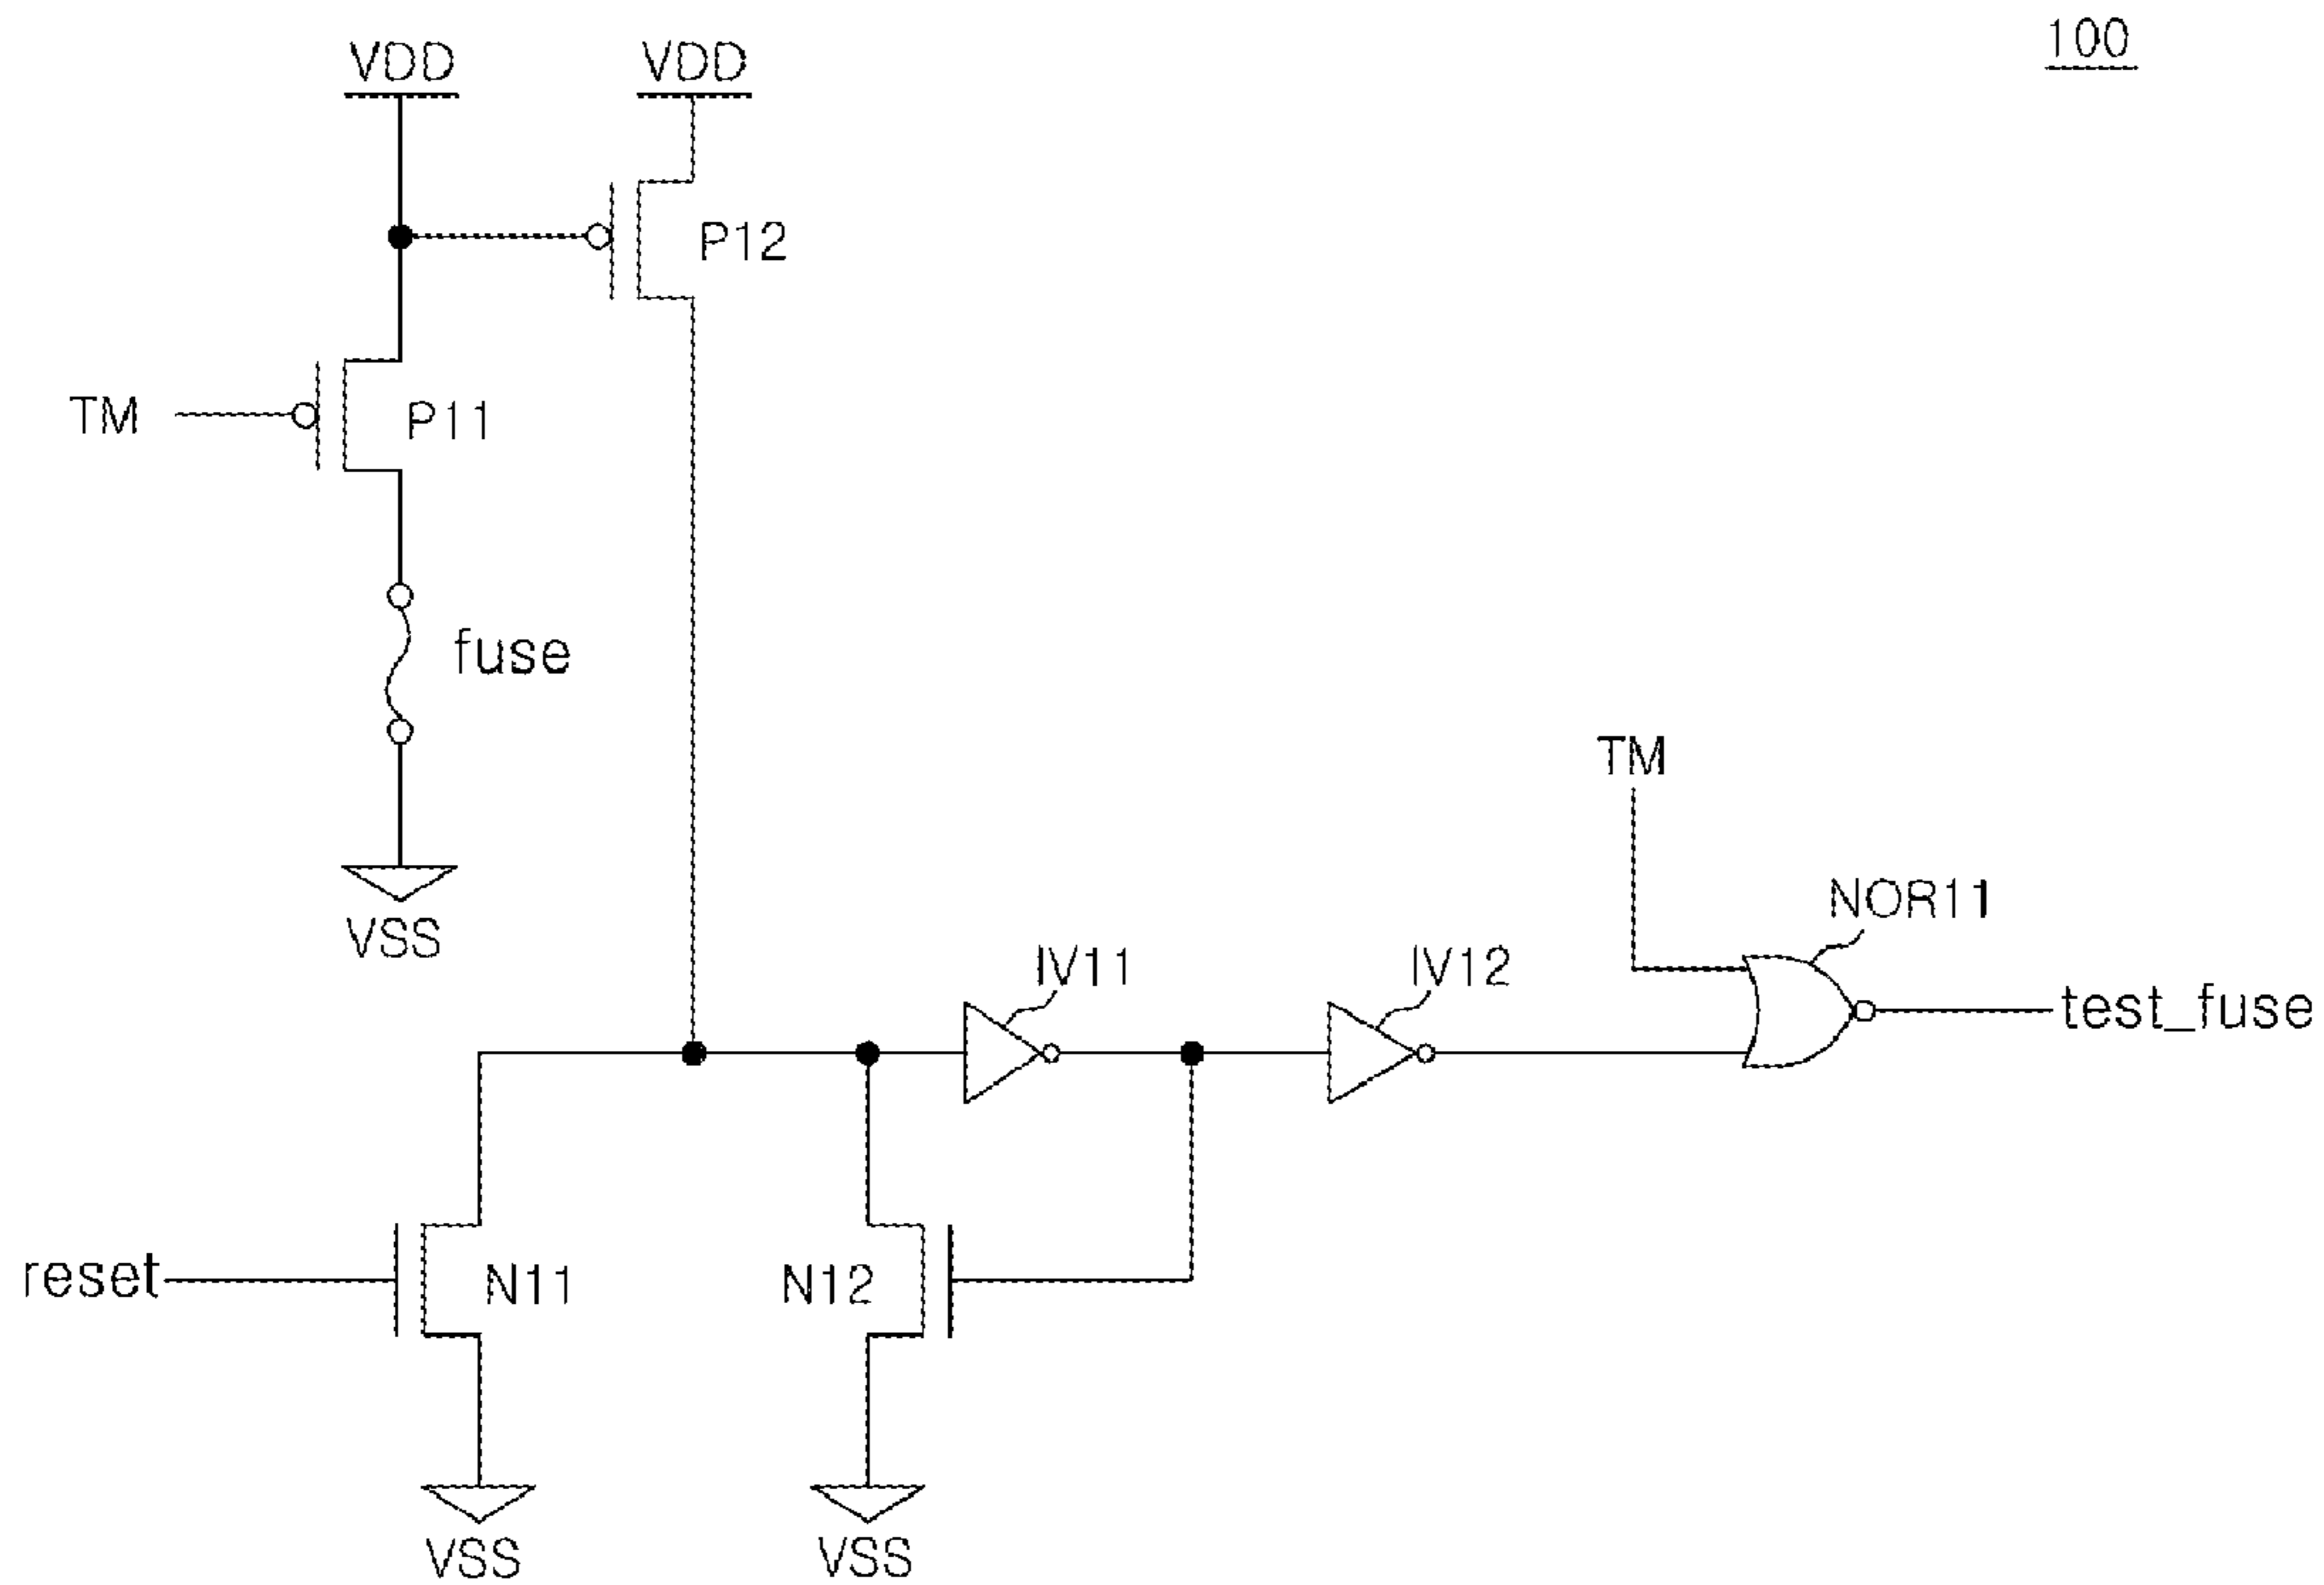 100
VDD
VDD
P12
TM
P11
fuse
VSS
TM
NOR11
IV11
IV12
test_fuse
reset
N11
N12
VSS
VSS